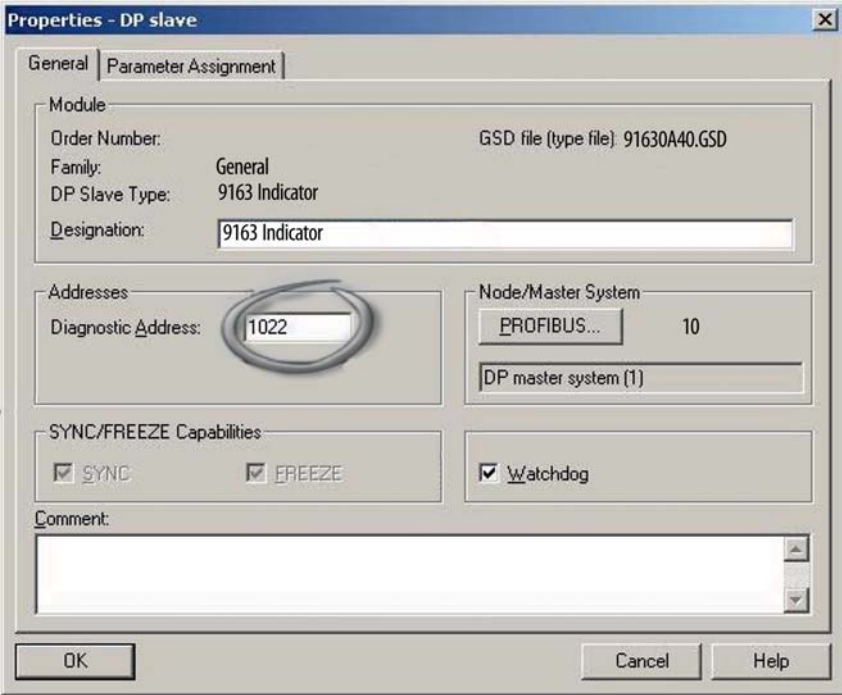 Properties - DP slave
General Parameter Assignment
Module
Order Number: GSD file (type file): 91630A40.GSD
Family: General
DP Slave Type: 9163 Indicator
Designation: 9163 Indicator
Addresses
Diagnostic Address: 1022
Node/Master System
PROFIBUS... 10
DP master system (1)
SYNC/FREEZE Capabilities
SYNC FREEZE
Watchdog
Comment:
OK Cancel Help